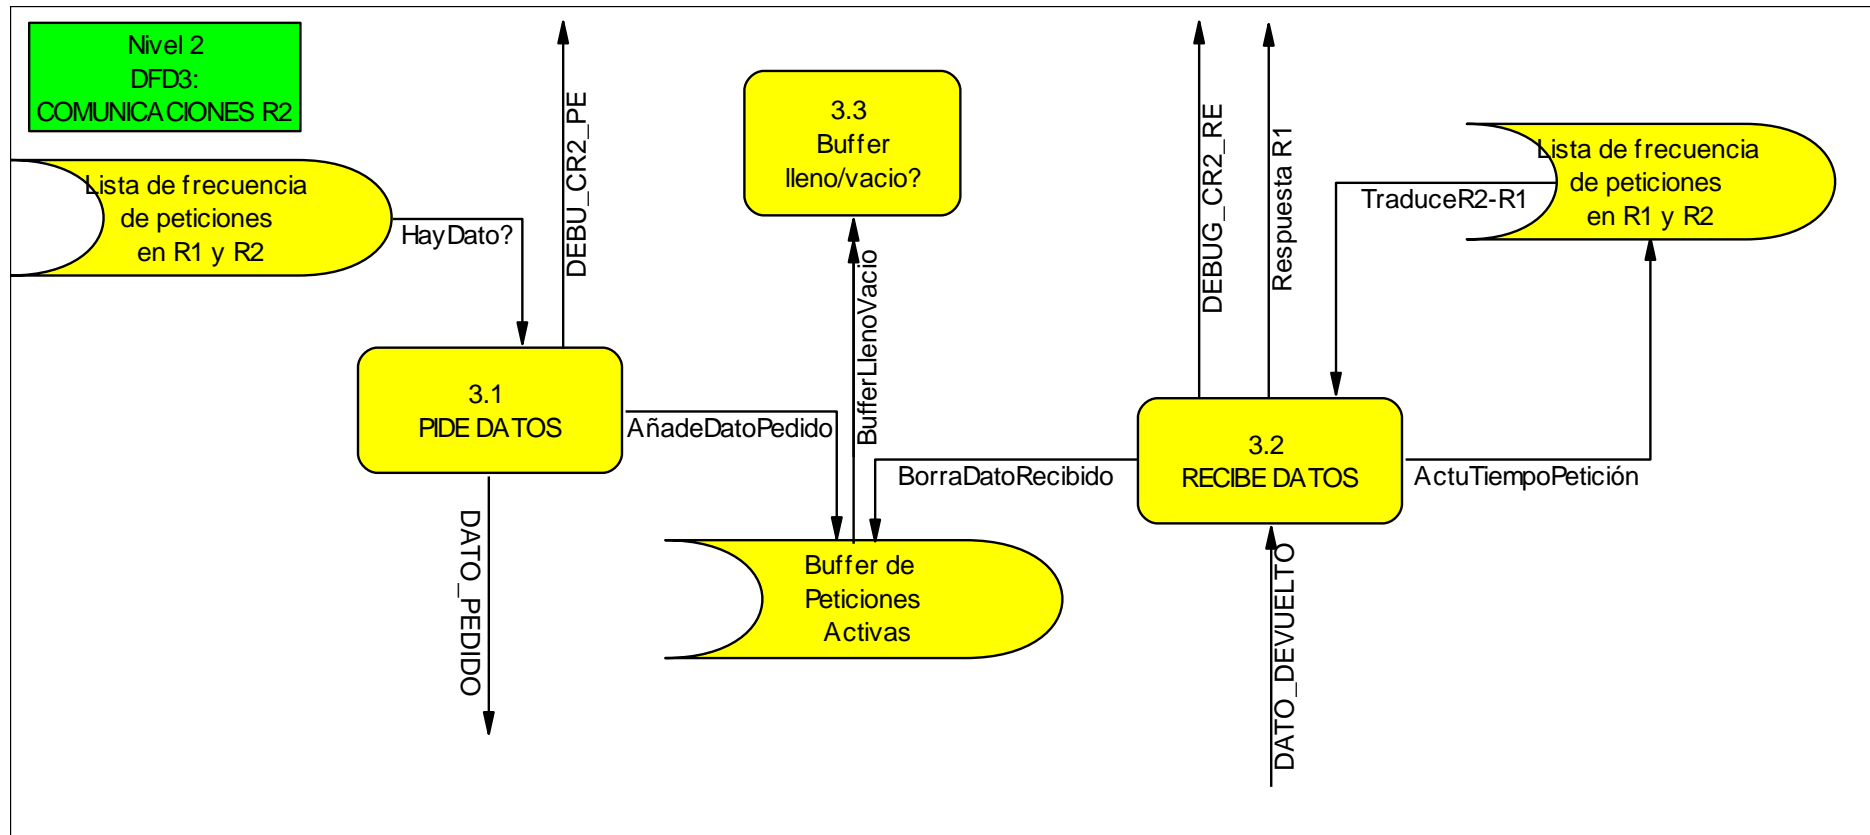 Nivel 2
DFD3:
COMUNICACIONES R2
Lista de frecuencia
de peticiones
en R1 y R2
HayDato?
DEBU_CR2_PE
3.3
Buffer
lleno/vacio?
BufferLlenoVacio
DEBUG_CR2_RE
Respuesta R1
TraduceR2-R1
Lista de frecuencia
de peticiones
en R1 y R2
3.1
PIDE DATOS
AñadeDatoPedido
BorraDatoRecibido
3.2
RECIBE DATOS
ActuTiempoPetición
DATO_PEDIDO
Buffer de
Peticiones
Activas
DATO_DEVUELTO